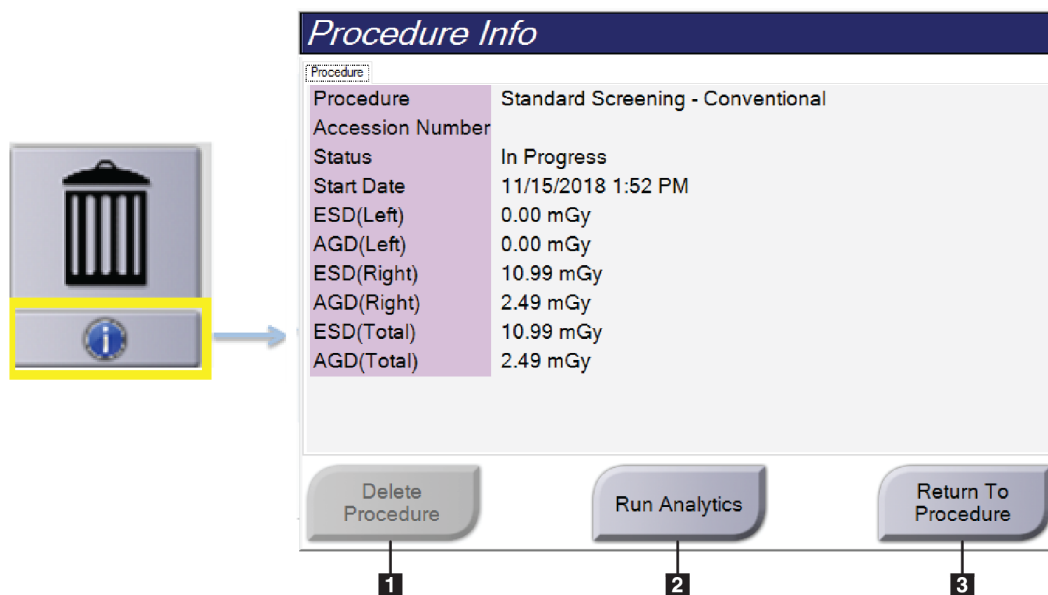 Procedure Info
Procedure
Procedure Standard Screening - Conventional
Accession Number
Status In Progress
Start Date 11/15/2018 1:52 PM
ESD(Left) 0.00 mGy
AGD(Left) 0.00 mGy
ESD(Right) 10.99 mGy
AGD(Right) 2.49 mGy
ESD(Total) 10.99 mGy
AGD(Total) 2.49 mGy
i
Delete
Procedure
Run Analytics
Return To
Procedure
1
2
3